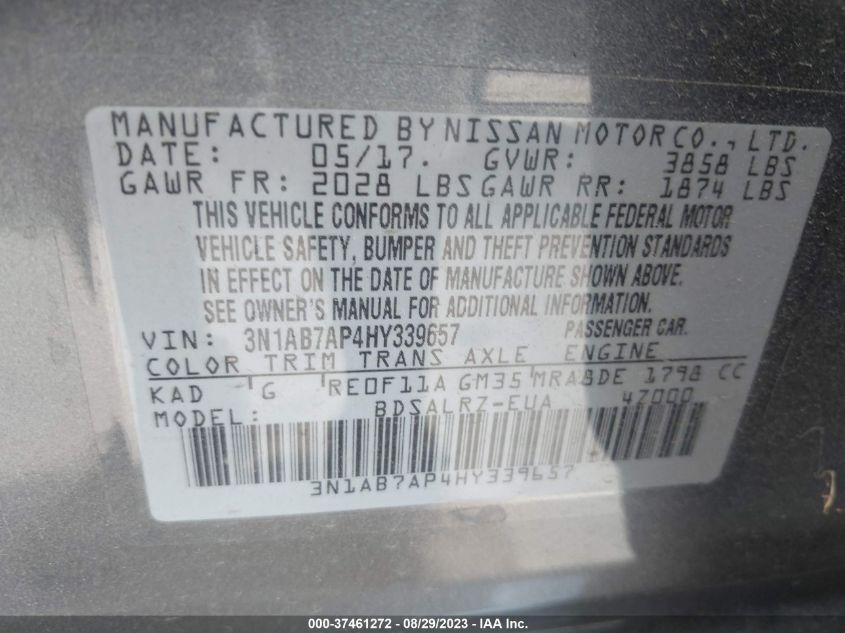 MANUFACTURED BY NISSAN MOTOR CO., LTD.
DATE: 05/17. GVWR: 3858 LBS
GAWR FR: 2028 LBS GAWR RR: 1874 LBS
THIS VEHICLE CONFORMS TO ALL APPLICABLE FEDERAL MOTOR
VEHICLE SAFETY, BUMPER AND THEFT PREVENTION STANDARDS
IN EFFECT ON THE DATE OF MANUFACTURE SHOWN ABOVE.
SEE OWNER'S MANUAL FOR ADDITIONAL INFORMATION.
VIN: 3N1AB7AP4HY339657 PASSENGER CAR.
COLOR TRIM TRANS AXLE ENGINE
KAD G RE0F11A GM35 MRA8DE 1798 CC
MODEL: BDSALRZ-EUA 47000
3N1AB7AP4HY339657
000-37461272 - 08/29/2023 - IAA Inc.